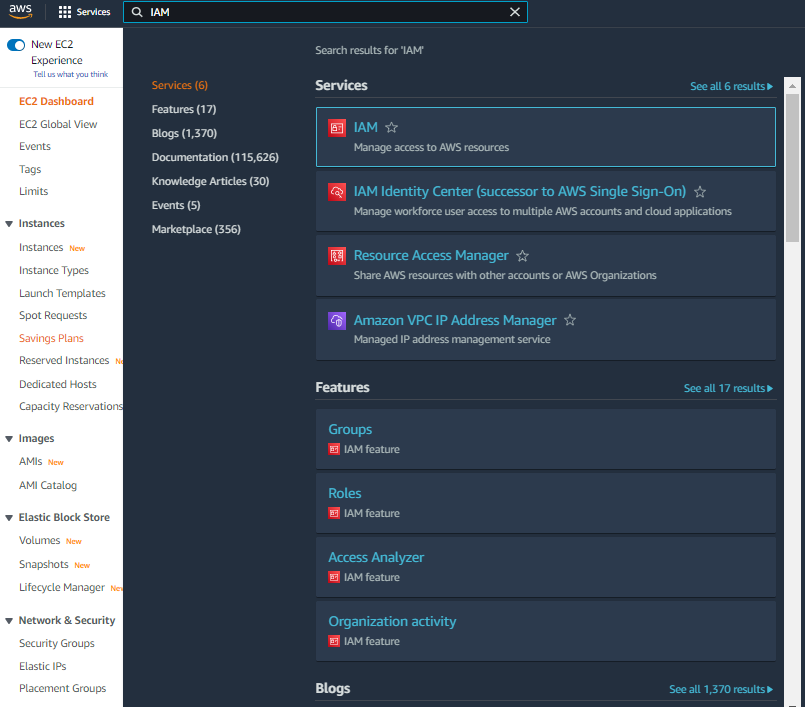 aws
Services
IAM
New EC2
Experience
Tell us what you think
EC2 Dashboard
EC2 Global View
Events
Tags
Limits
Instances
Instances New
Instance Types
Launch Templates
Spot Requests
Savings Plans
Reserved Instances Ne
Dedicated Hosts
Capacity Reservations
Images
AMIs New
AMI Catalog
Elastic Block Store
Volumes New
Snapshots New
Lifecycle Manager New
Network & Security
Security Groups
Elastic IPs
Placement Groups
Search results for 'IAM'
Services (6)
Features (17)
Blogs (1,370)
Documentation (115,626)
Knowledge Articles (30)
Events (5)
Marketplace (356)
Services
See all 6 results
IAM
Manage access to AWS resources
IAM Identity Center (successor to AWS Single Sign-On)
Manage workforce user access to multiple AWS accounts and cloud applications
Resource Access Manager
Share AWS resources with other accounts or AWS Organizations
Amazon VPC IP Address Manager
Managed IP address management service
Features
See all 17 results
Groups
IAM feature
Roles
IAM feature
Access Analyzer
IAM feature
Organization activity
IAM feature
Blogs
See all 1,370 results